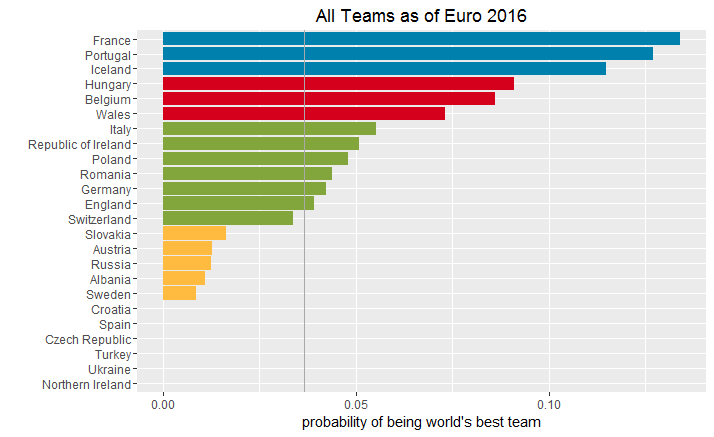 All Teams as of Euro 2016
France
Portugal
Iceland
Hungary
Belgium
Wales
Italy
Republic of Ireland
Poland
Romania
Germany
England
Switzerland
Slovakia
Austria
Russia
Albania
Sweden
Croatia
Spain
Czech Republic
Turkey
Ukraine
Northern Ireland
0.00 0.05 0.10
probability of being world's best team